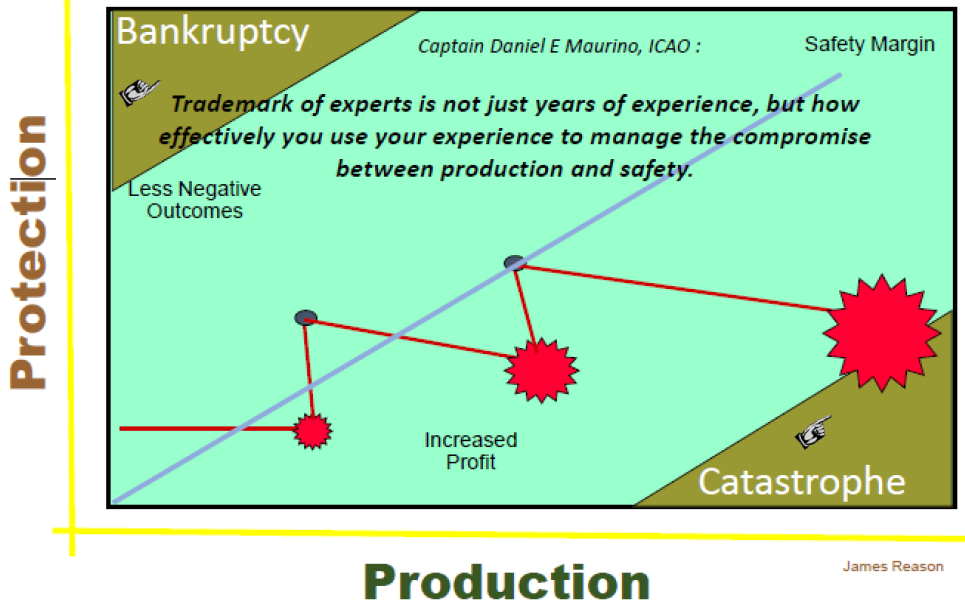 Bankruptcy
Captain Daniel E Maurino, ICAO :
Safety Margin
Trademark of experts is not just years of experience, but how
effectively you use your experience to manage the compromise
between production and safety.
Less Negative
Outcomes
Protection
Increased
Profit
Catastrophe
James Reason
Production